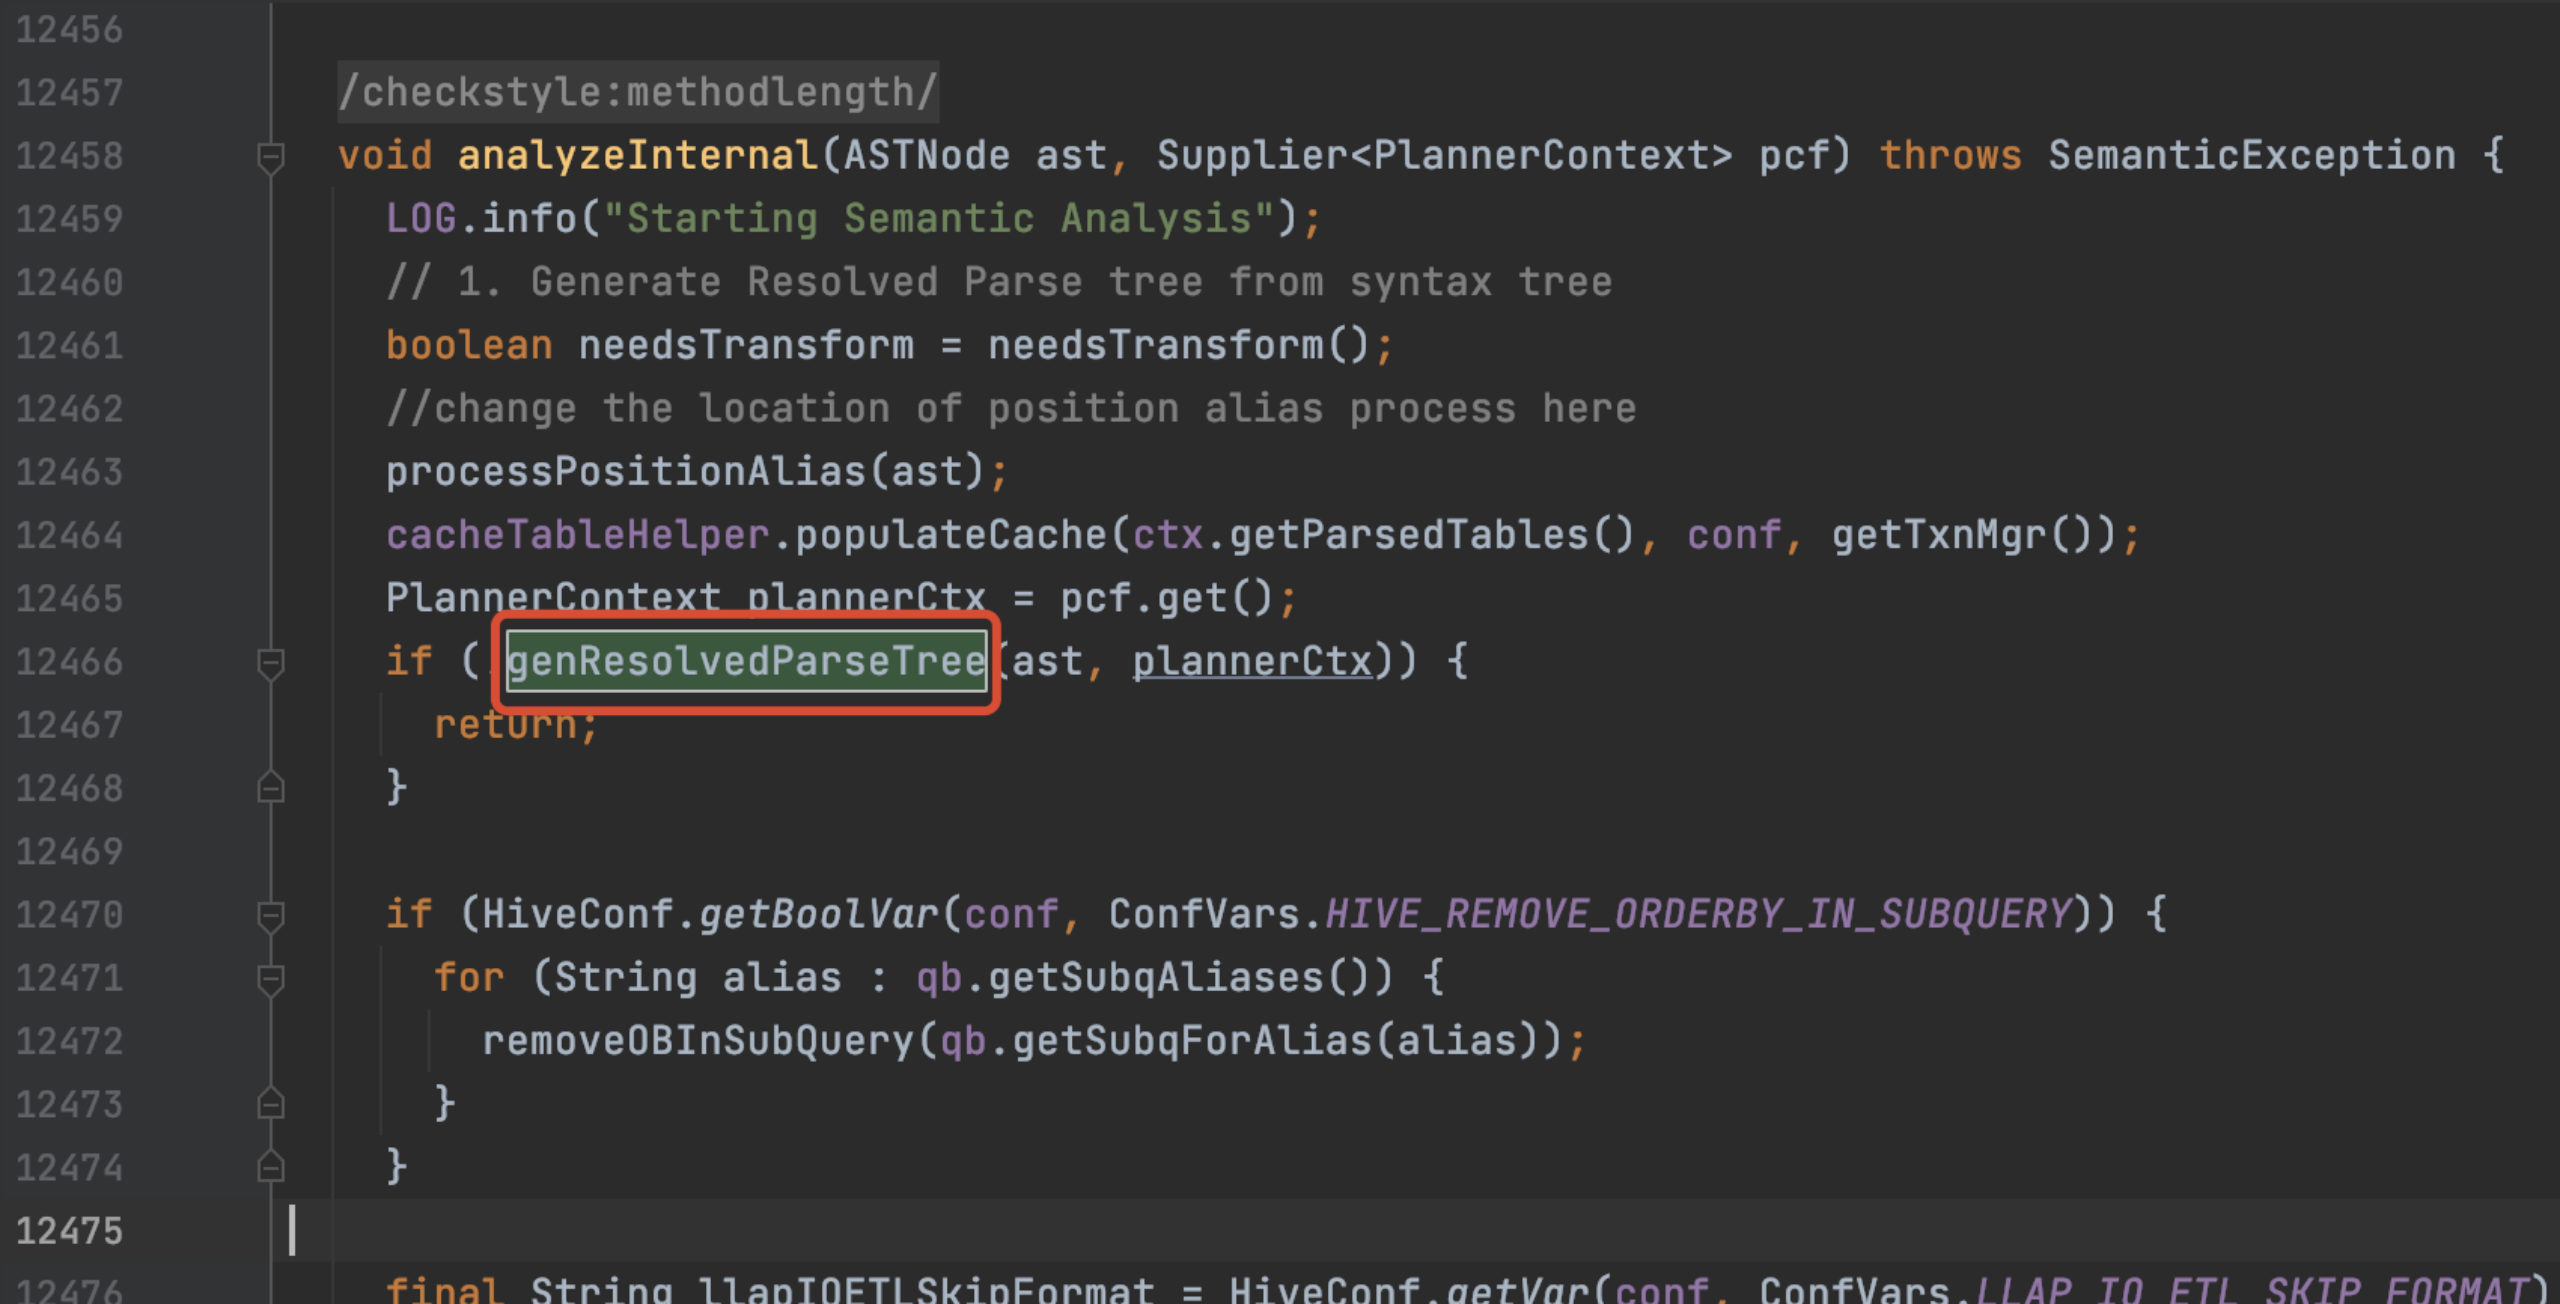 12456
12457 /checkstyle:methodlength/
12458 void analyzeInternal(ASTNode ast, Supplier<PlannerContext> pcf) throws SemanticException {
12459 LOG.info("Starting Semantic Analysis");
12460 // 1. Generate Resolved Parse tree from syntax tree
12461 boolean needsTransform = needsTransform();
12462 //change the location of position alias process here
12463 processPositionAlias(ast);
12464 cacheTableHelper.populateCache(ctx.getParsedTables(), conf, getTxnMgr());
12465 PlannerContext plannerCtx = pcf.get();
12466 if (genResolvedParseTree(ast, plannerCtx)) {
12467 return;
12468 }
12469
12470 if (HiveConf.getBoolVar(conf, ConfVars.HIVE_REMOVE_ORDERBY_IN_SUBQUERY)) {
12471 for (String alias : qb.getSubqAliases()) {
12472 removeOBInSubQuery(qb.getSubqForAlias(alias));
12473 }
12474 }
12475
12476 final String llapIOETLSkipFormat = HiveConf.getVar(conf, ConfVars.LLAP_IO_ETL_SKIP_FORMAT)